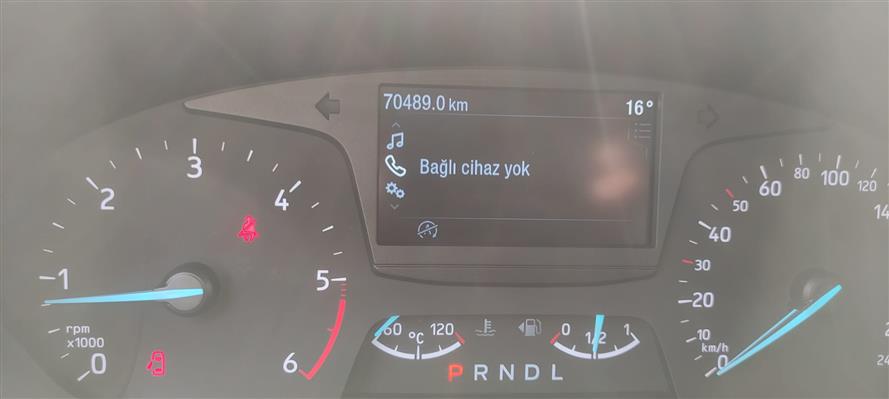 70489.0 km 16°
Bağlı cihaz yok
0 1 2 3 4 5 6
rpm
x1000
60 °C 120
0 1/2 1
P R N D L
0 10 20 30 40 50 60 80 100 120
km/h